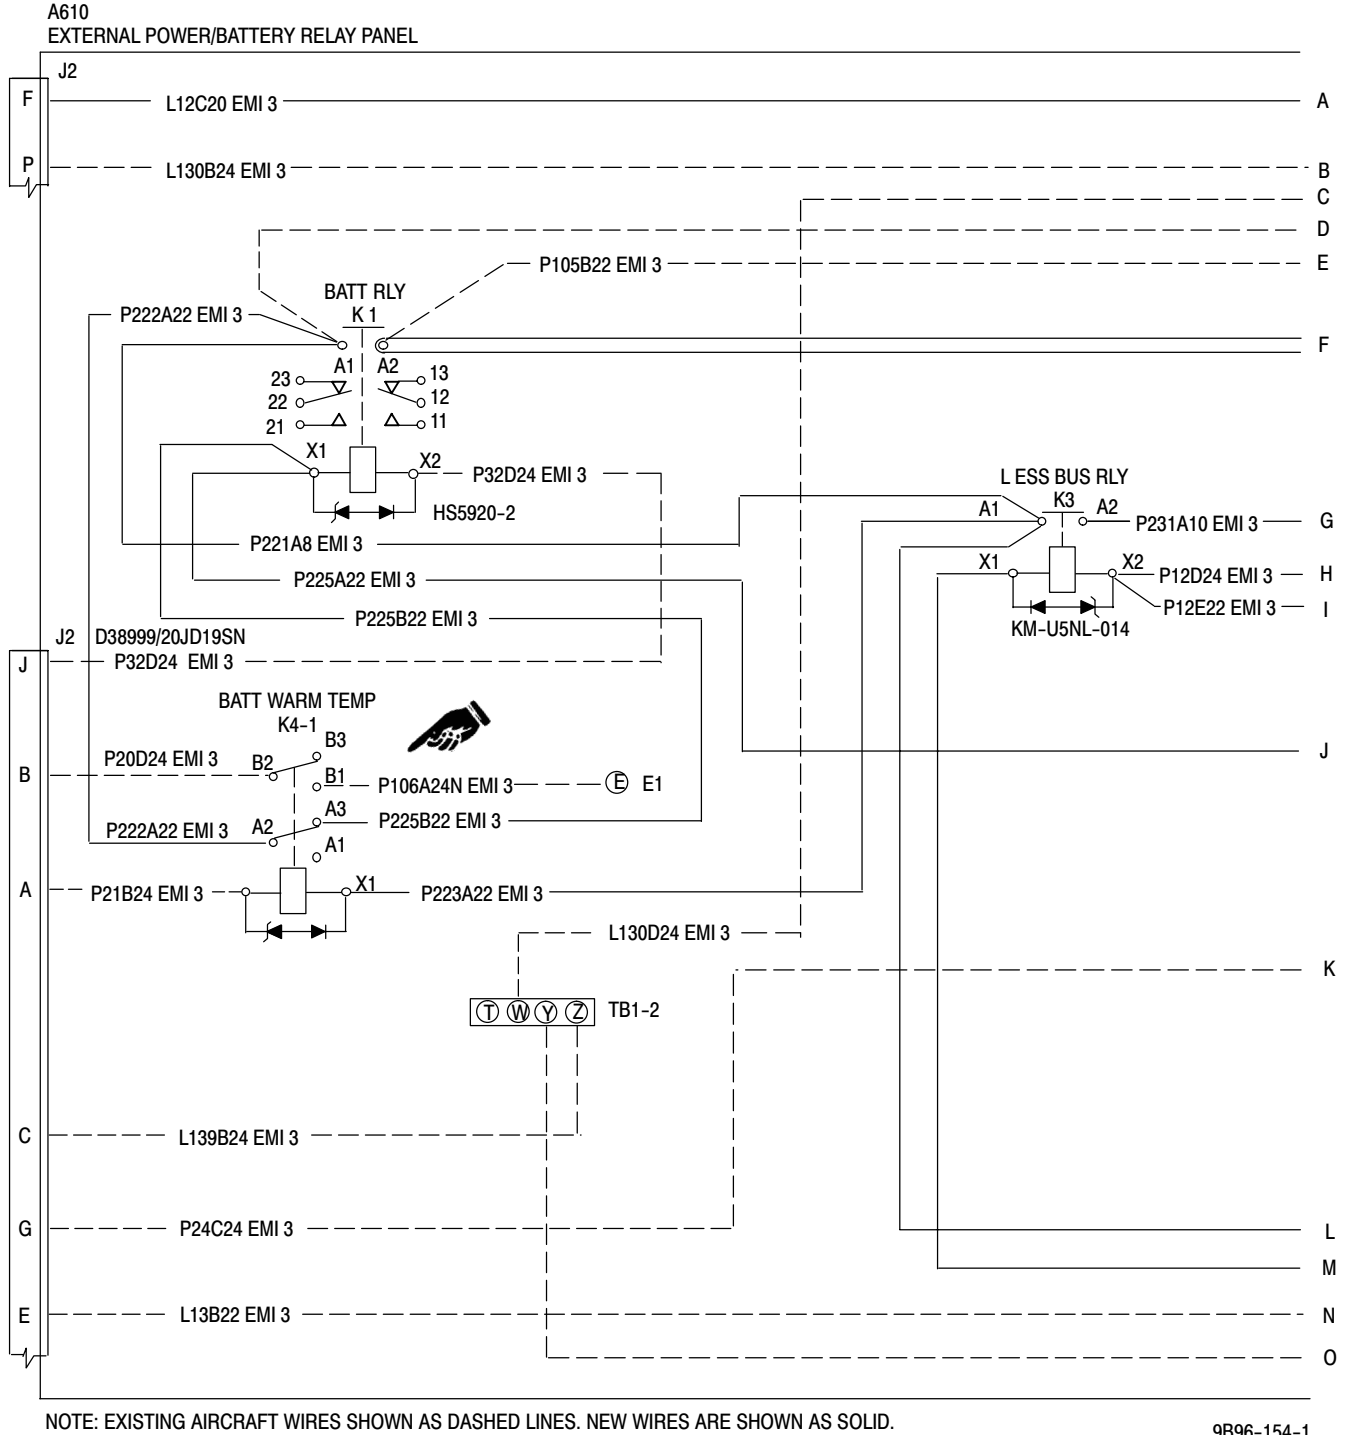 A610
EXTERNAL POWER/BATTERY RELAY PANEL
J2
F L12C20 EMI 3 A
P L130B24 EMI 3 B
C
D
P105B22 EMI 3 E
BATT RLY
K 1
P222A22 EMI 3
F
A1 A2
23 13
22 12
21 11
X1 X2 P32D24 EMI 3
HS5920-2
L ESS BUS RLY
K3
A1 A2 P231A10 EMI 3 G
P221A8 EMI 3
X1 X2 P12D24 EMI 3 H
P225A22 EMI 3
P12E22 EMI 3 I
P225B22 EMI 3
KM-U5NL-014
J2 D38999/20JD19SN
J P32D24 EMI 3
BATT WARM TEMP
K4-1
B3
J
P20D24 EMI 3 B2
B B1 P106A24N EMI 3 E E1
A3 P225B22 EMI 3
P222A22 EMI 3 A2
A1
A P21B24 EMI 3 X1 P223A22 EMI 3
L130D24 EMI 3
K
T W Y Z TB1-2
C L139B24 EMI 3
G P24C24 EMI 3 L
M
E L13B22 EMI 3 N
O
NOTE: EXISTING AIRCRAFT WIRES SHOWN AS DASHED LINES. NEW WIRES ARE SHOWN AS SOLID.
9B96-154-1